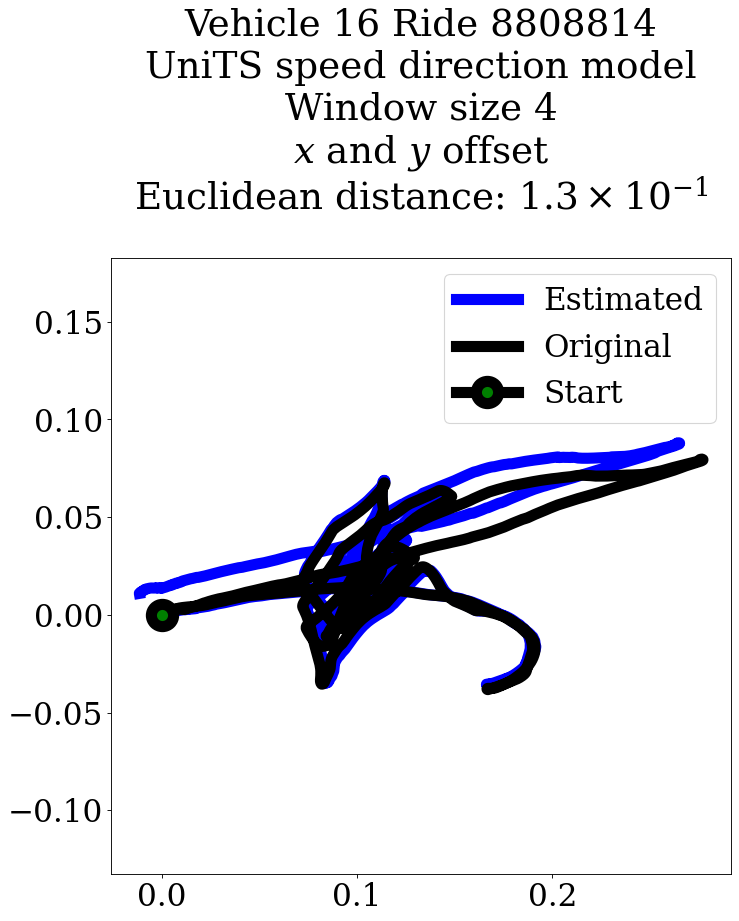 Vehicle 16 Ride 8808814
UniTS speed direction model
Window size 4
x and y offset
Euclidean distance: 1.3 × 10⁻¹
Estimated
Original
Start
0.15
0.10
0.05
0.00
−0.05
−0.10
0.0 0.1 0.2